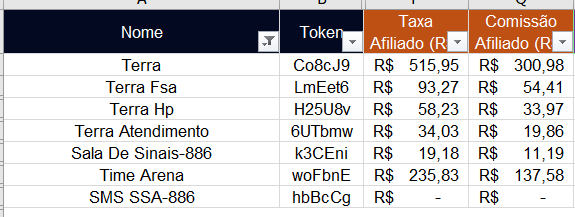 Nome Token Taxa Afiliado (R Comissão Afiliado (R
Terra Co8cJ9 R$ 515,95 R$ 300,98
Terra Fsa LmEet6 R$ 93,27 R$ 54,41
Terra Hp H25U8v R$ 58,23 R$ 33,97
Terra Atendimento 6UTbmw R$ 34,03 R$ 19,86
Sala De Sinais-886 k3CEni R$ 19,18 R$ 11,19
Time Arena woFbnE R$ 235,83 R$ 137,58
SMS SSA-886 hbBcCg R$ - R$ -